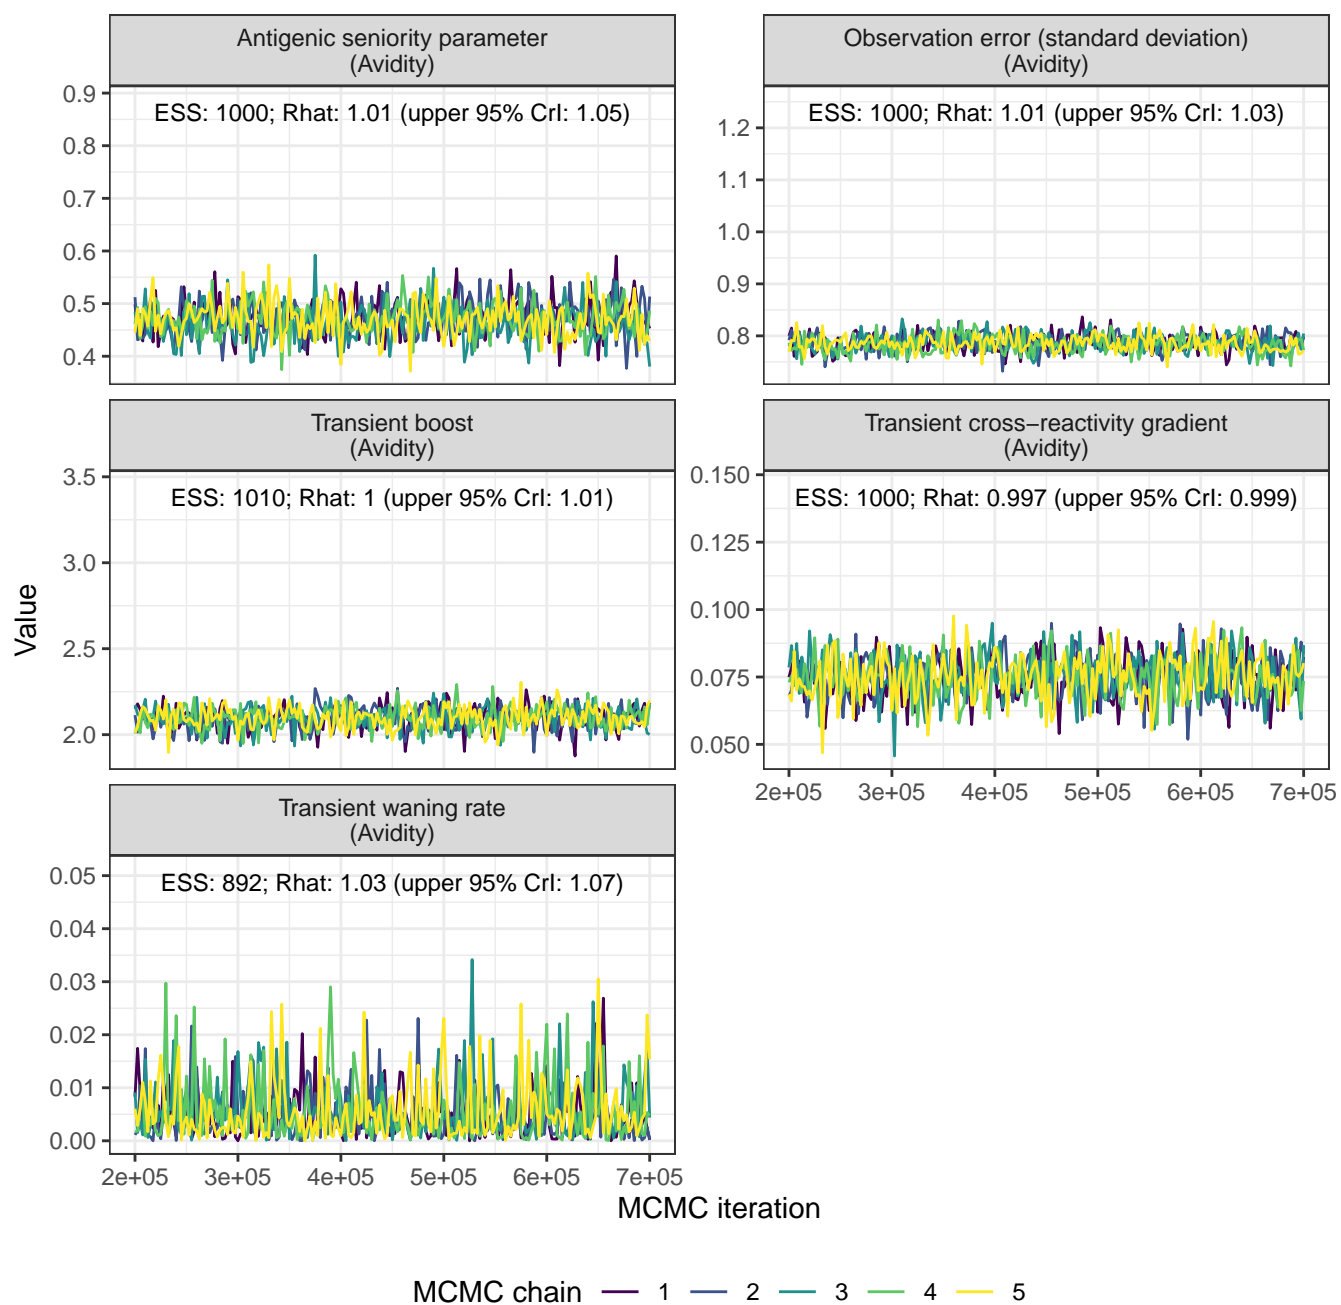 Antigenic seniority parameter
(Avidity)
ESS: 1000; Rhat: 1.01 (upper 95% CrI: 1.05)
0.9
0.8
0.7
0.6
0.5
0.4
Observation error (standard deviation)
(Avidity)
ESS: 1000; Rhat: 1.01 (upper 95% CrI: 1.03)
1.2
1.1
1.0
0.9
0.8
Transient boost
(Avidity)
ESS: 1010; Rhat: 1 (upper 95% CrI: 1.01)
3.5
3.0
2.5
2.0
Transient cross−reactivity gradient
(Avidity)
ESS: 1000; Rhat: 0.997 (upper 95% CrI: 0.999)
0.150
0.125
0.100
0.075
0.050
2e+05 3e+05 4e+05 5e+05 6e+05 7e+05
Transient waning rate
(Avidity)
ESS: 892; Rhat: 1.03 (upper 95% CrI: 1.07)
0.05
0.04
0.03
0.02
0.01
0.00
2e+05 3e+05 4e+05 5e+05 6e+05 7e+05
Value
MCMC iteration
MCMC chain 1 2 3 4 5